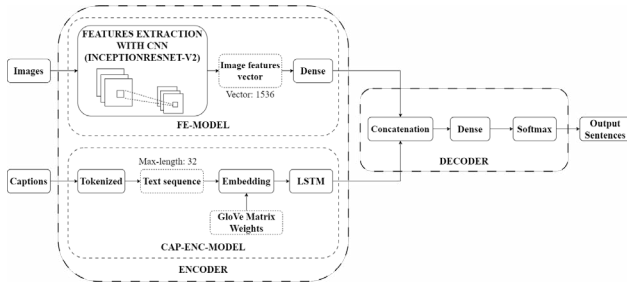 FEATURES EXTRACTION
WITH CNN
(INCEPTIONRESNET-V2)
Images
Image features
vector
Dense
Vector: 1536
FE-MODEL
Concatenation
Dense
Softmax
Output
Sentences
DECODER
Max-length: 32
Captions
Tokenized
Text sequence
Embedding
LSTM
GloVe Matrix
Weights
CAP-ENC-MODEL
ENCODER